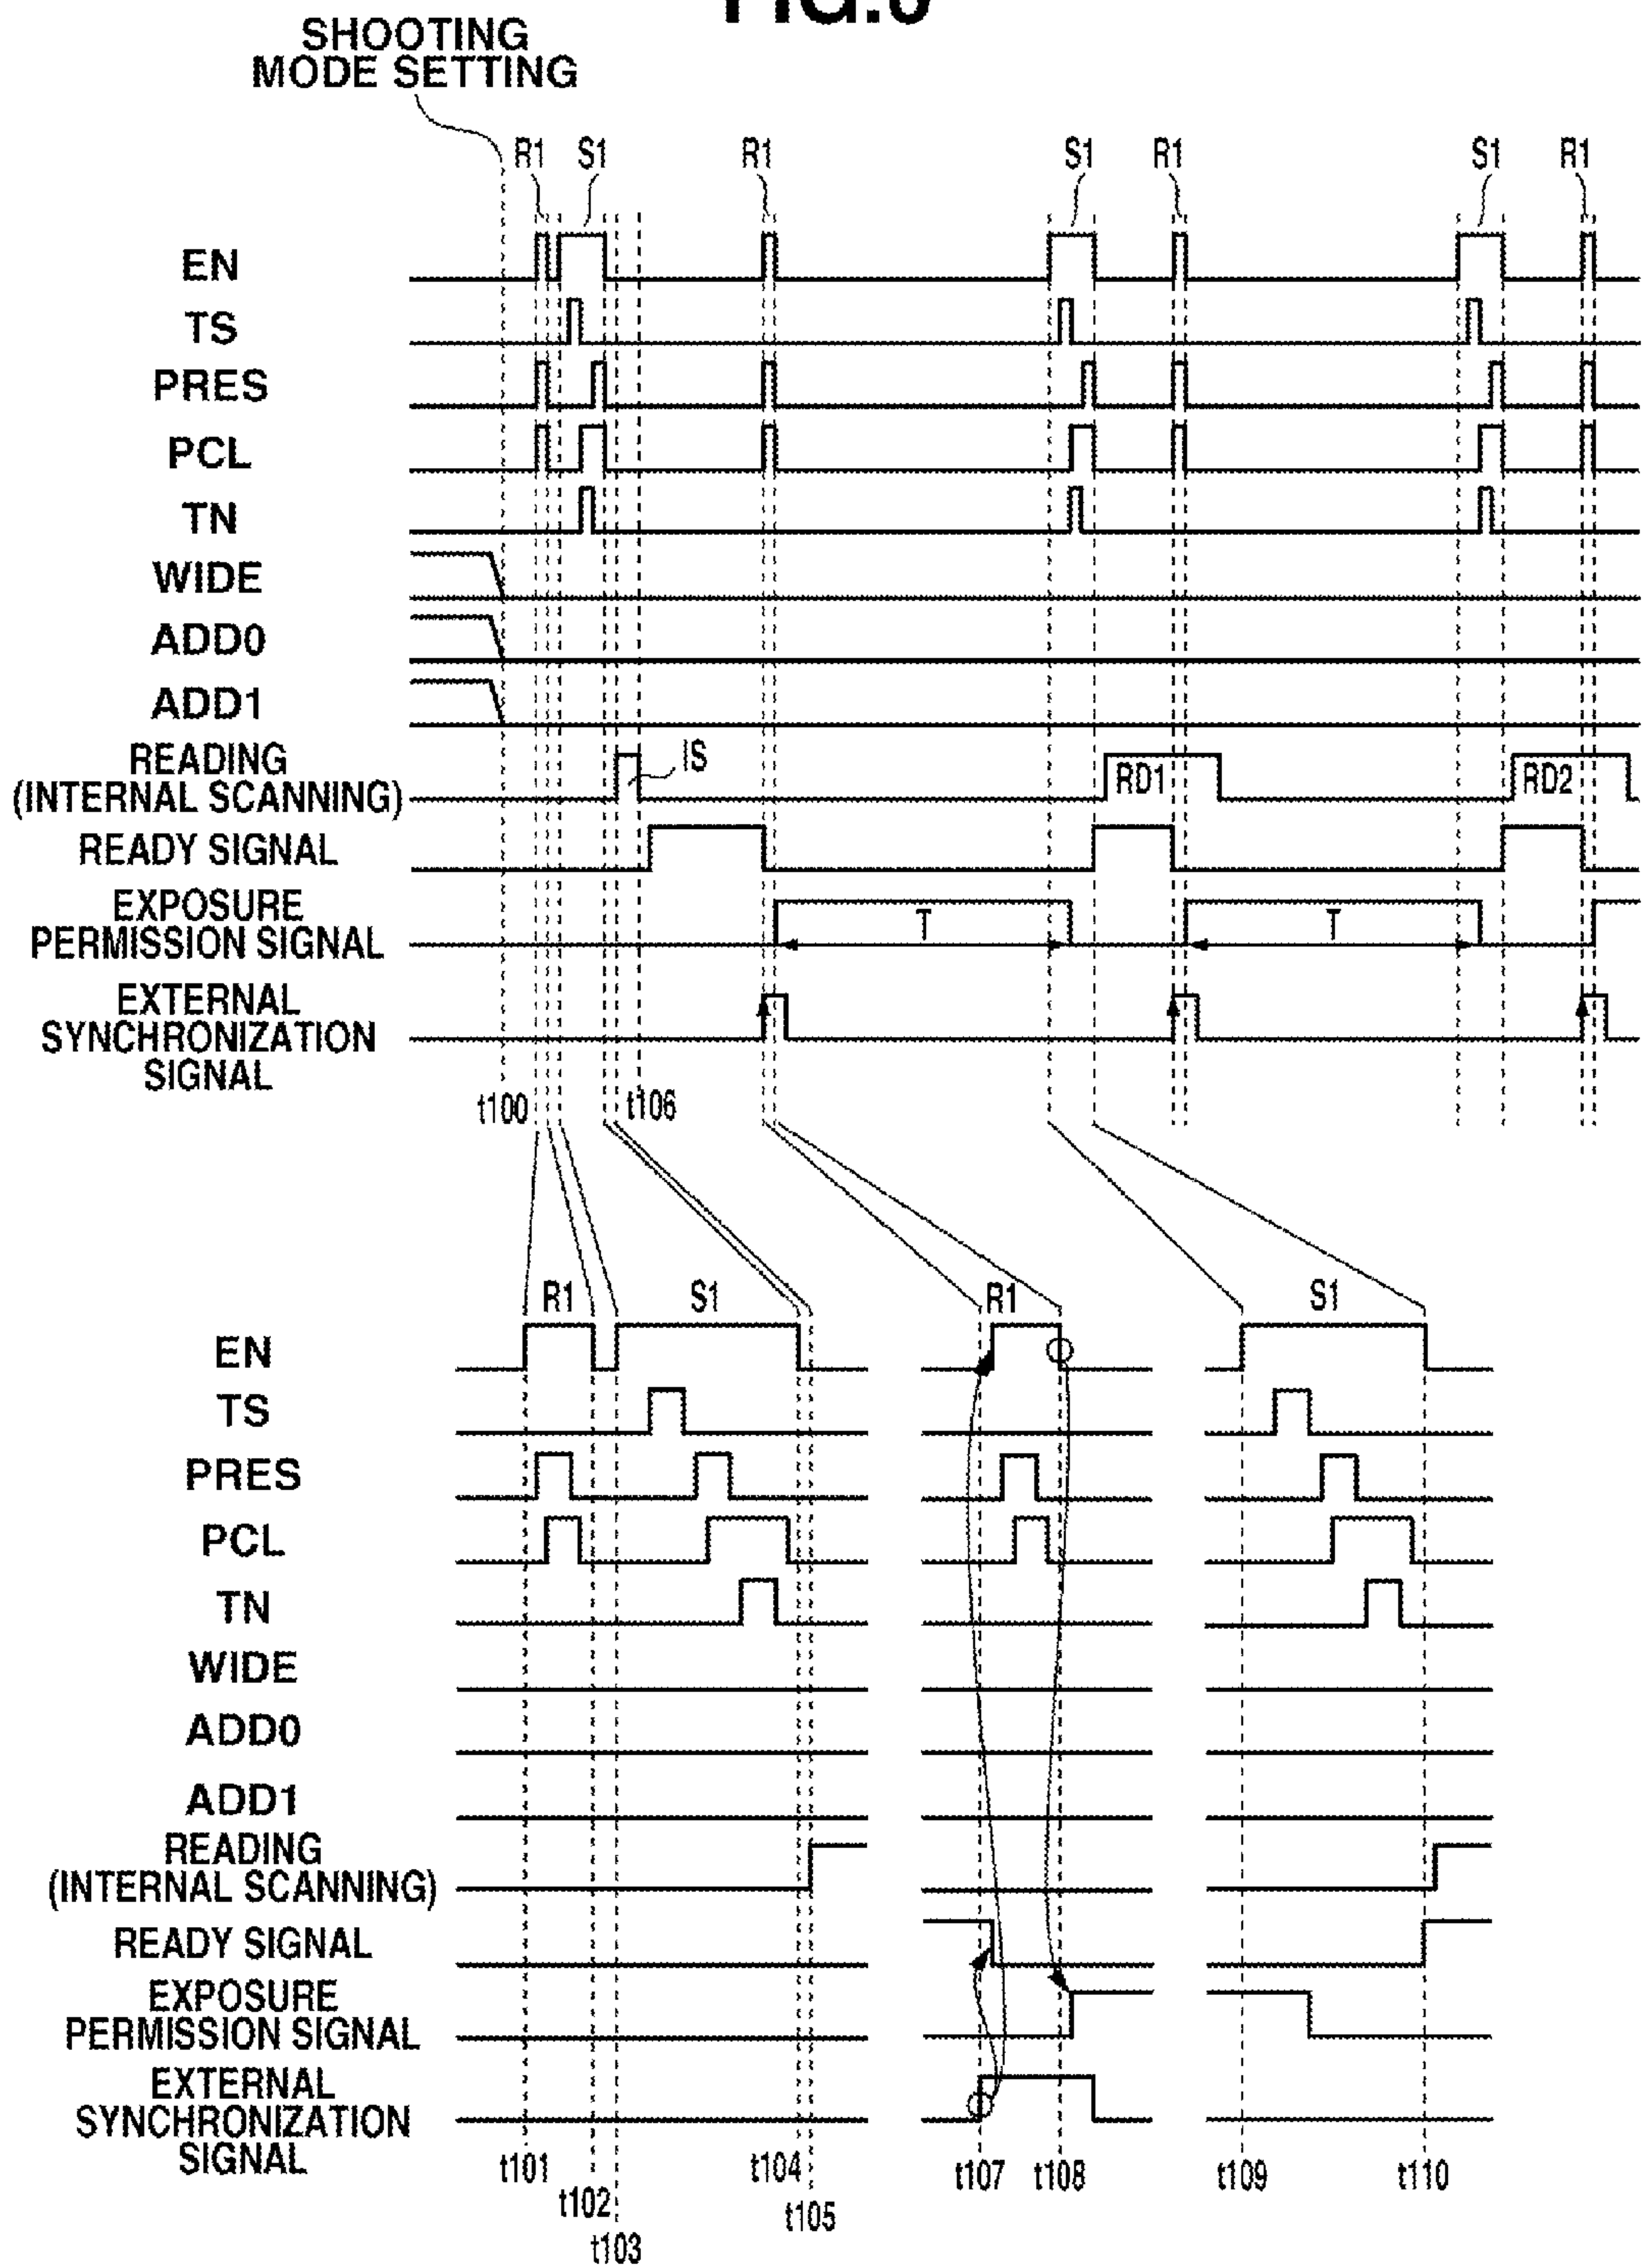 SHOOTING
MODE SETTING
R1 S1 R1 S1 R1 S1 R1
EN
TS
PRES
PCL
TN
WIDE
ADD0
ADD1
READING
(INTERNAL SCANNING)
IS RD1 RD2
READY SIGNAL
EXPOSURE
PERMISSION SIGNAL
T T
EXTERNAL
SYNCHRONIZATION
SIGNAL
t100 t106
R1 S1 R1 S1
EN
TS
PRES
PCL
TN
WIDE
ADD0
ADD1
READING
(INTERNAL SCANNING)
READY SIGNAL
EXPOSURE
PERMISSION SIGNAL
EXTERNAL
SYNCHRONIZATION
SIGNAL
t101 t104 t107 t108 t109 t110
t102 t105
t103